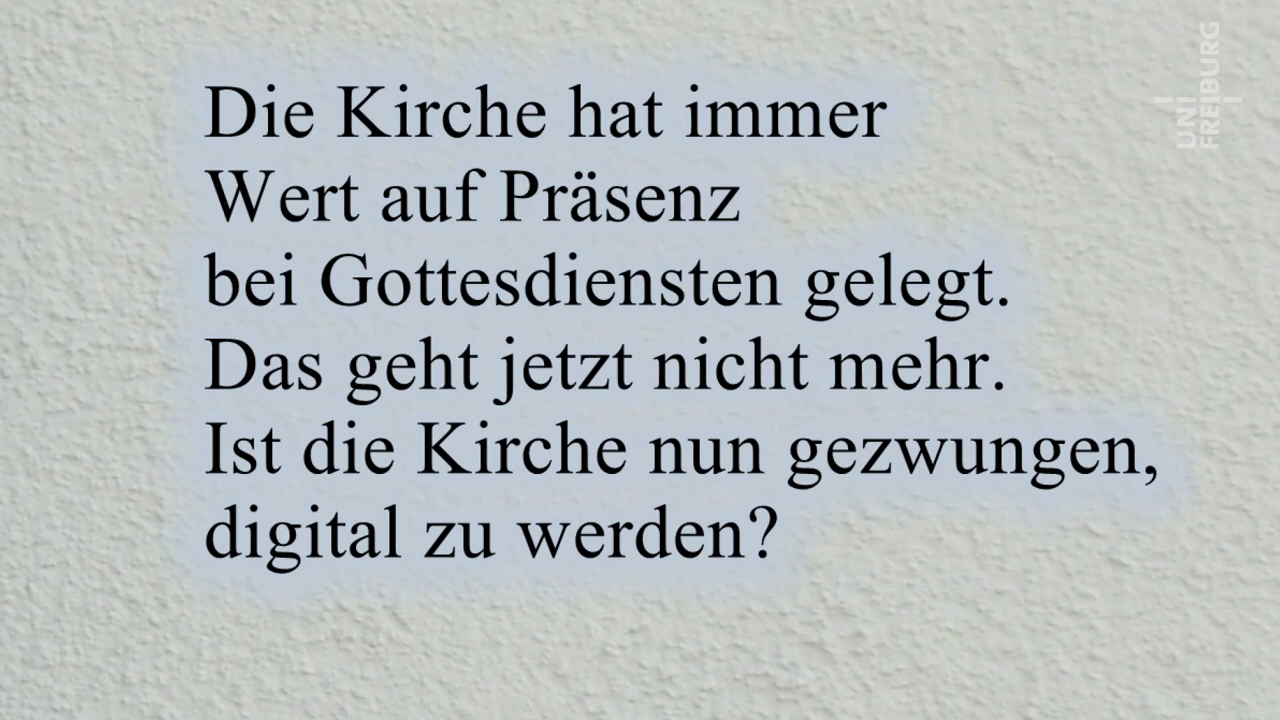 Die Kirche hat immer
Wert auf Präsenz
bei Gottesdiensten gelegt.
Das geht jetzt nicht mehr.
Ist die Kirche nun gezwungen,
digital zu werden?
UNI
FREIBURG